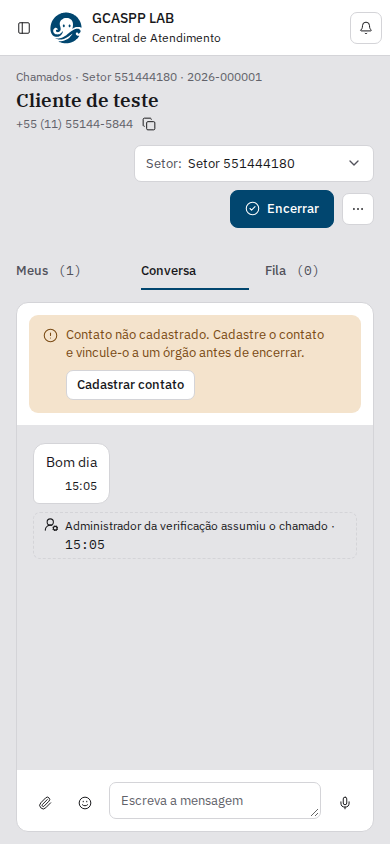 GCASPP LAB
Central de Atendimento
Chamados · Setor 551444180 · 2026-000001
Cliente de teste
+55 (11) 55144-5844
Setor: Setor 551444180
Encerrar
Meus (1)
Conversa
Fila (0)
Contato não cadastrado. Cadastre o contato
e vincule-o a um órgão antes de encerrar.
Cadastrar contato
Bom dia
15:05
Administrador da verificação assumiu o chamado ·
15:05
Escreva a mensagem